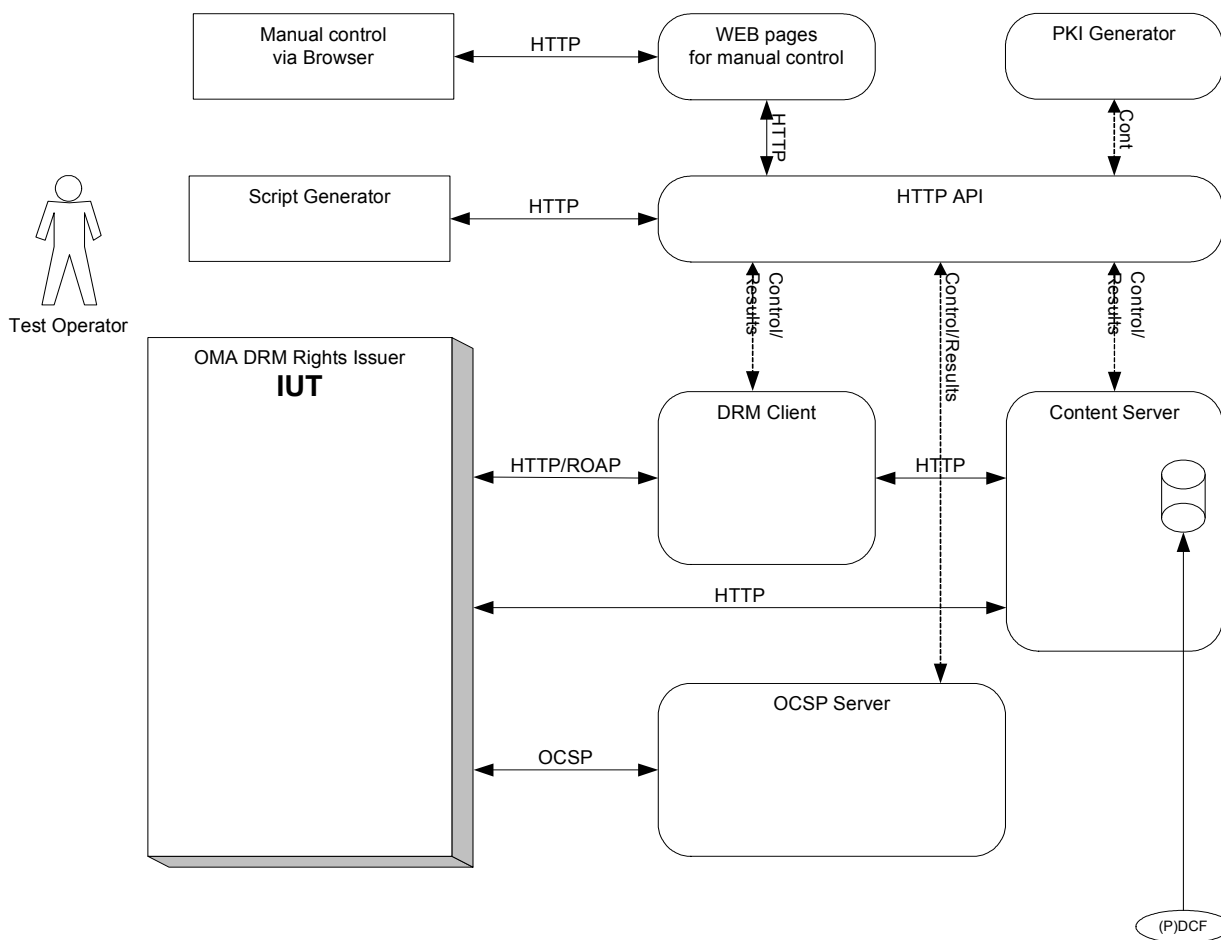 Manual control
via Browser
HTTP
WEB pages
for manual control
PKI Generator
HTTP
Cont
Test Operator
Script Generator
HTTP
HTTP API
Control/
Results
Control/Results
Control/
Results
OMA DRM Rights Issuer
IUT
DRM Client
Content Server
HTTP/ROAP
HTTP
HTTP
OCSP Server
OCSP
(P)DCF